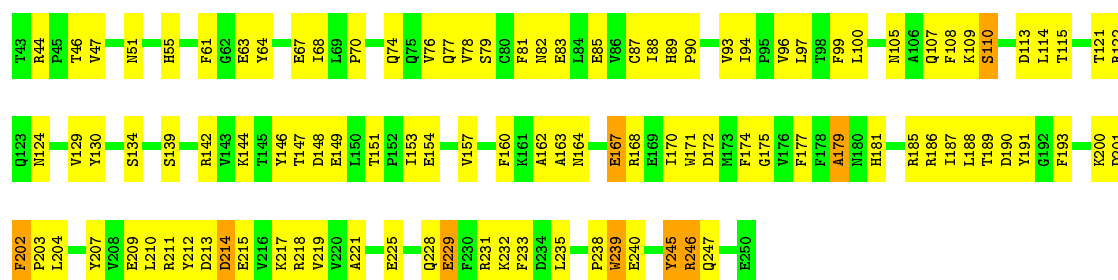 T43 R44 P45 T46 V47 N51 H55 F61 G62 E63 Y64 E67 I68 L69 P70 Q74 Q75 V76 Q77 V78 S79 C80 F81 N82 E83 L84 E85 V86 C87 I88 H89 P90 V93 I94 P95 V96 L97 T98 F99 L100 N105 A106 Q107 F108 K109 S110 D113 L114 T115 T121
Q123 N124 V129 Y130 S134 S139 R142 V143 K144 T145 Y146 T147 D148 E149 L150 T151 P152 I153 E154 V157 F160 K161 A162 A163 N164 E167 R168 E169 I170 W171 D172 M173 F174 G175 V176 F177 F178 A179 N180 H181 R185 R186 I187 L188 T189 D190 Y191 G192 F193 K200
F202 P203 L204 Y207 V208 E209 L210 R211 Y212 D213 D214 E215 V216 K217 R218 V219 V220 A221 E225 Q228 E229 F230 R231 K232 F233 D234 L235 P238 W239 E240 Y245 R246 Q247 E250